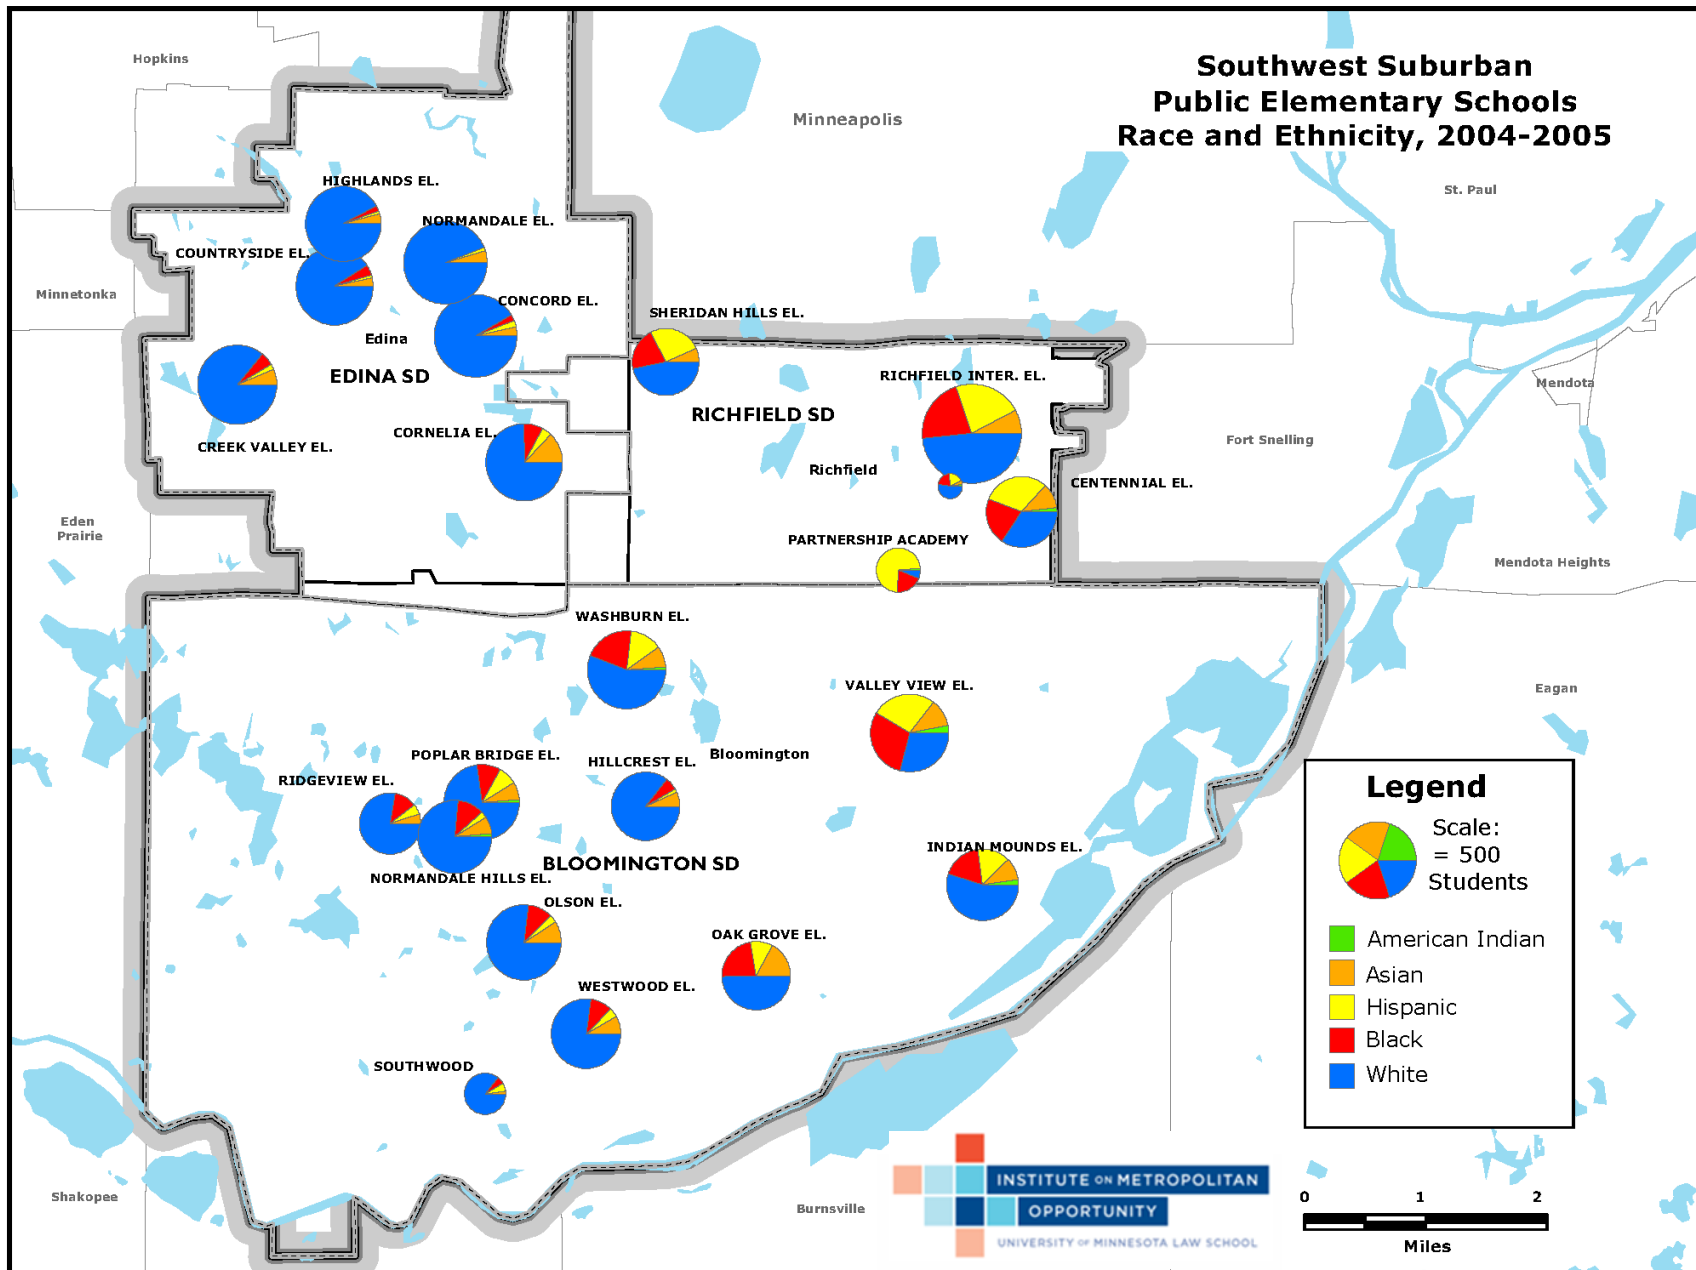 Southwest Suburban
Public Elementary Schools
Race and Ethnicity, 2004-2005
Hopkins
Minneapolis
St. Paul
HIGHLANDS EL.
NORMANDALE EL.
COUNTRYSIDE EL.
Minnetonka
CONCORD EL.
SHERIDAN HILLS EL.
Edina
EDINA SD
RICHFIELD INTER. EL.
Mendota
RICHFIELD SD
CORNELIA EL.
CREEK VALLEY EL.
Fort Snelling
Richfield
CENTENNIAL EL.
Eden
Prairie
PARTNERSHIP ACADEMY
Mendota Heights
WASHBURN EL.
VALLEY VIEW EL.
Eagan
POPLAR BRIDGE EL.
Bloomington
HILLCREST EL.
RIDGEVIEW EL.
INDIAN MOUNDS EL.
BLOOMINGTON SD
NORMANDALE HILLS EL.
OLSON EL.
OAK GROVE EL.
WESTWOOD EL.
SOUTHWOOD
Legend
Scale:
= 500
Students
American Indian
Asian
Hispanic
Black
White
Shakopee
Burnsville
INSTITUTE ON METROPOLITAN
OPPORTUNITY
UNIVERSITY OF MINNESOTA LAW SCHOOL
0 1 2
Miles